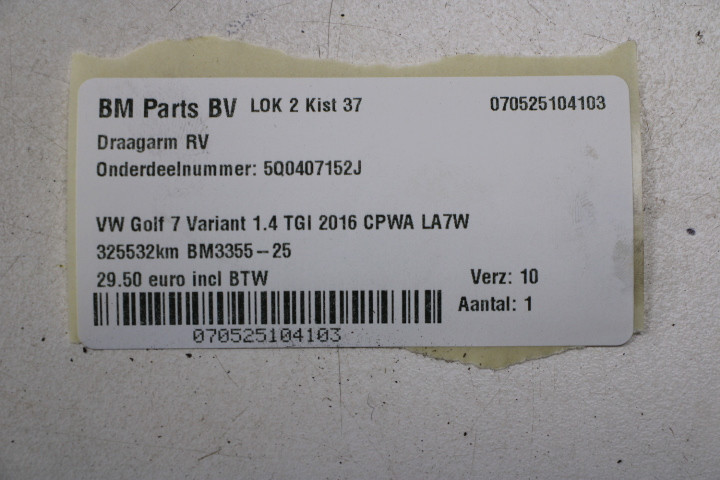 BM Parts BV LOK 2 Kist 37 070525104103
Draagarm RV
Onderdeelnummer: 5Q0407152J
VW Golf 7 Variant 1.4 TGI 2016 CPWA LA7W
325532km BM3355-25
29.50 euro incl BTW Verz: 10
Aantal: 1
070525104103